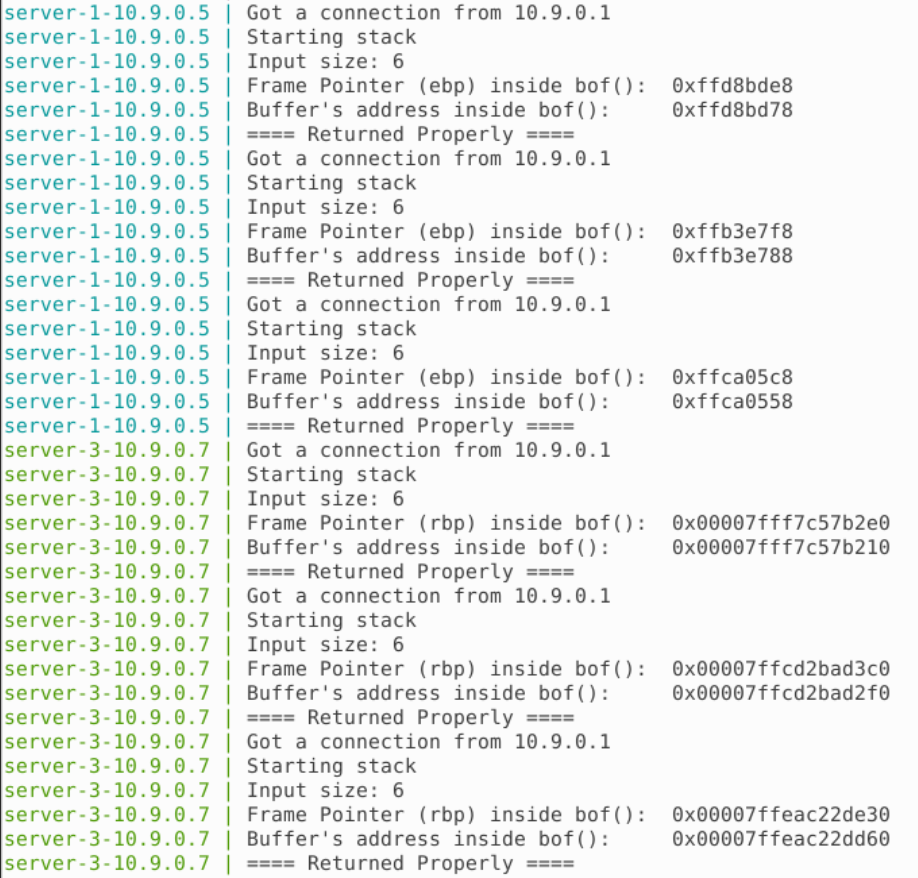 server-1-10.9.0.5 | Got a connection from 10.9.0.1
server-1-10.9.0.5 | Starting stack
server-1-10.9.0.5 | Input size: 6
server-1-10.9.0.5 | Frame Pointer (ebp) inside bof():  0xffd8bde8
server-1-10.9.0.5 | Buffer's address inside bof():     0xffd8bd78
server-1-10.9.0.5 | ==== Returned Properly ====
server-1-10.9.0.5 | Got a connection from 10.9.0.1
server-1-10.9.0.5 | Starting stack
server-1-10.9.0.5 | Input size: 6
server-1-10.9.0.5 | Frame Pointer (ebp) inside bof():  0xffb3e7f8
server-1-10.9.0.5 | Buffer's address inside bof():     0xffb3e788
server-1-10.9.0.5 | ==== Returned Properly ====
server-1-10.9.0.5 | Got a connection from 10.9.0.1
server-1-10.9.0.5 | Starting stack
server-1-10.9.0.5 | Input size: 6
server-1-10.9.0.5 | Frame Pointer (ebp) inside bof():  0xffca05c8
server-1-10.9.0.5 | Buffer's address inside bof():     0xffca0558
server-1-10.9.0.5 | ==== Returned Properly ====
server-3-10.9.0.7 | Got a connection from 10.9.0.1
server-3-10.9.0.7 | Starting stack
server-3-10.9.0.7 | Input size: 6
server-3-10.9.0.7 | Frame Pointer (rbp) inside bof():  0x00007fff7c57b2e0
server-3-10.9.0.7 | Buffer's address inside bof():     0x00007fff7c57b210
server-3-10.9.0.7 | ==== Returned Properly ====
server-3-10.9.0.7 | Got a connection from 10.9.0.1
server-3-10.9.0.7 | Starting stack
server-3-10.9.0.7 | Input size: 6
server-3-10.9.0.7 | Frame Pointer (rbp) inside bof():  0x00007ffcd2bad3c0
server-3-10.9.0.7 | Buffer's address inside bof():     0x00007ffcd2bad2f0
server-3-10.9.0.7 | ==== Returned Properly ====
server-3-10.9.0.7 | Got a connection from 10.9.0.1
server-3-10.9.0.7 | Starting stack
server-3-10.9.0.7 | Input size: 6
server-3-10.9.0.7 | Frame Pointer (rbp) inside bof():  0x00007ffeac22de30
server-3-10.9.0.7 | Buffer's address inside bof():     0x00007ffeac22dd60
server-3-10.9.0.7 | ==== Returned Properly ====